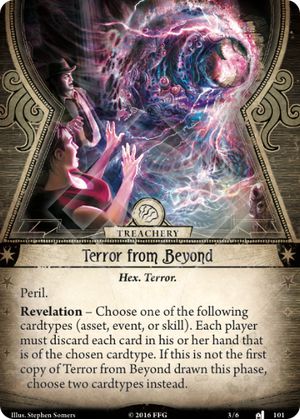 TREACHERY
Terror from Beyond
Hex. Terror.
Peril.
Revelation – Choose one of the following
cardtypes (asset, event, or skill). Each player
must discard each card in his or her hand that
is of the chosen cardtype. If this is not the first
copy of Terror from Beyond drawn this phase,
choose two cardtypes instead.
Illus. Stephen Somers
© 2016 FFG
3/6
101